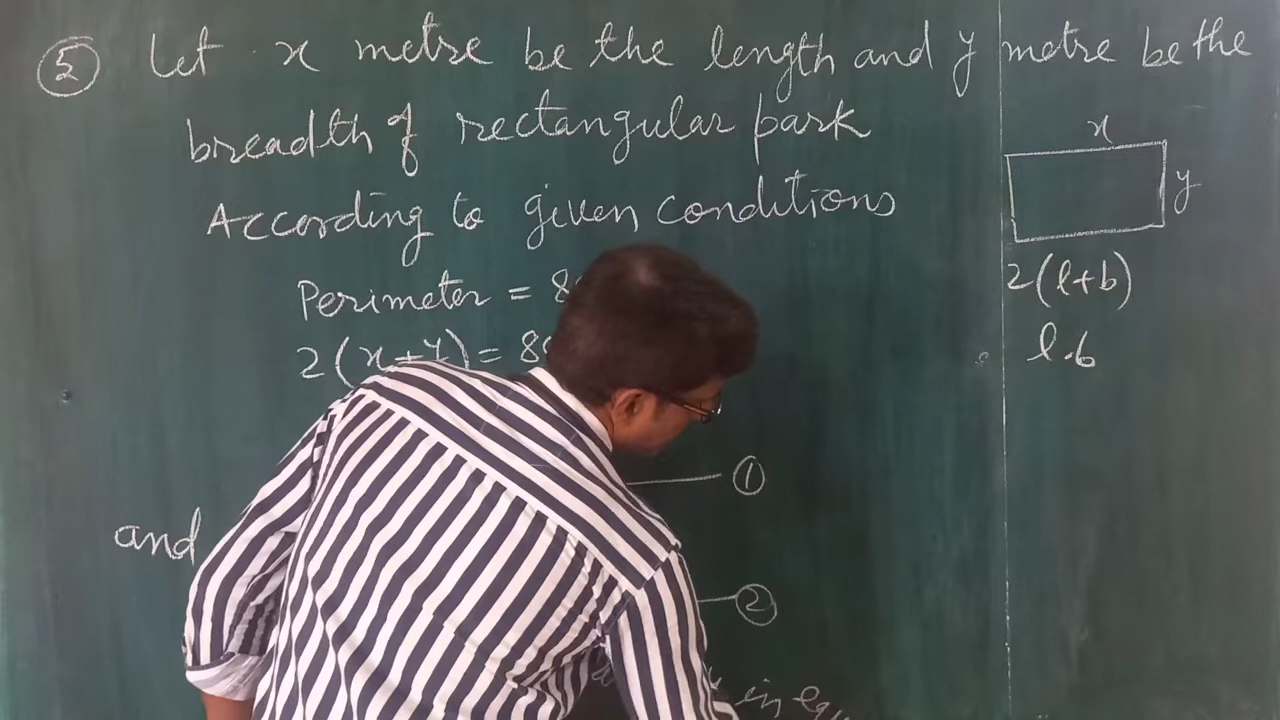 5 Let x metre be the length and y metre be the
breadth of rectangular park
According to given conditions
Perimeter = 8
2(x+y) = 8
1
and
2
in
x
y
2(l+b)
l.b